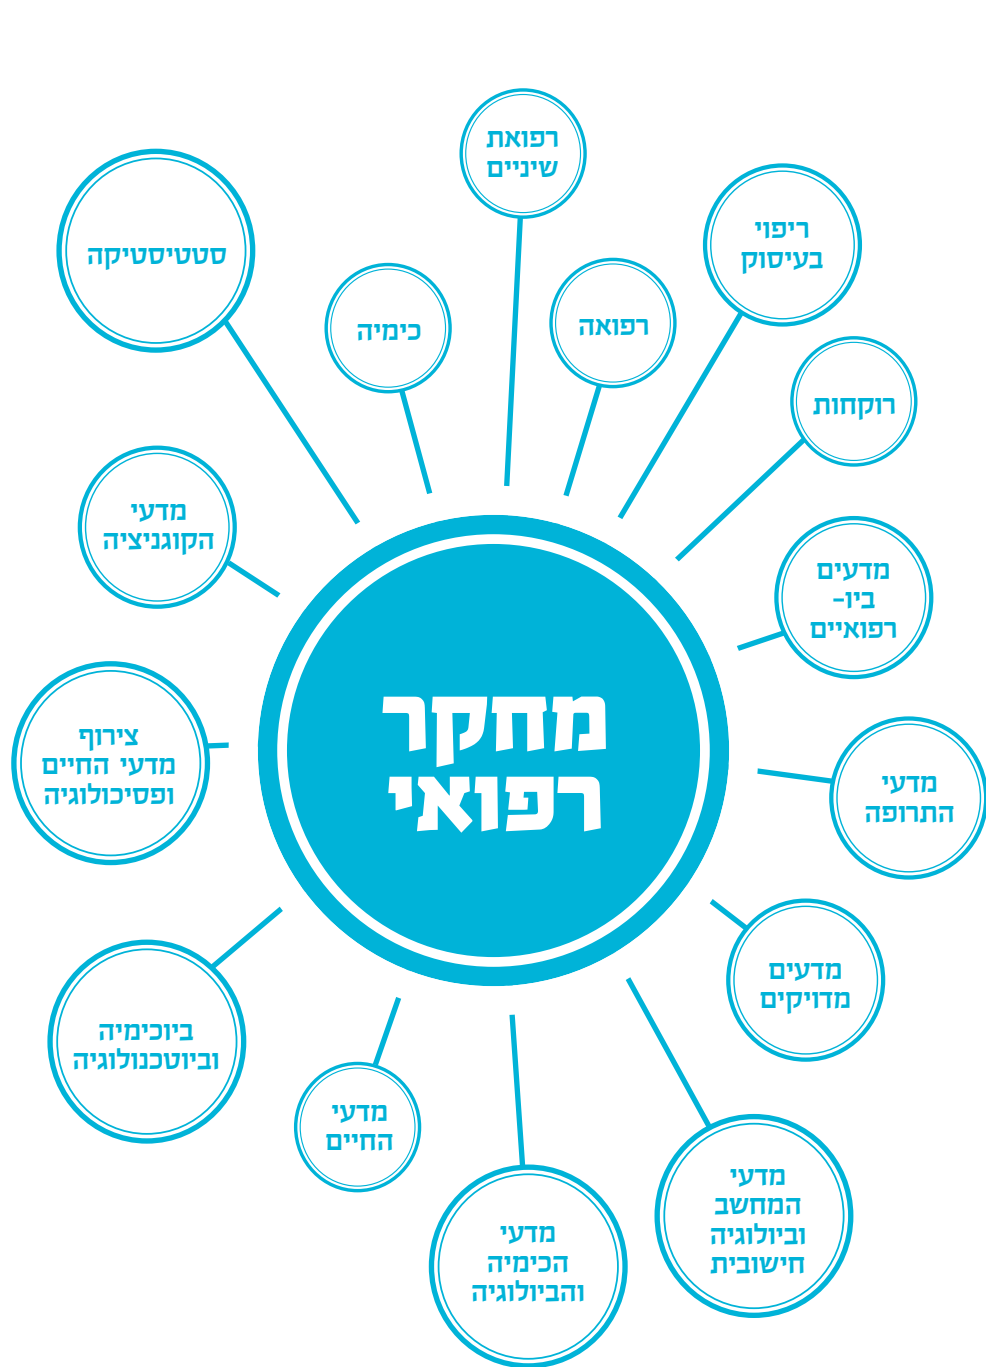 רפואת
שיניים
ריפוי
בעיסוק
סטטיסטיקה
כימיה
רפואה
רוקחות
מדעי
הקוגניציה
מדעים
ביו-
רפואיים
מחקר
רפואי
צירוף
מדעי החיים
ופסיכולוגיה
מדעי
התרופה
מדעים
מדויקים
ביוכימיה
וביוטכנולוגיה
מדעי
החיים
מדעי
המחשב
וביולוגיה
חישובית
מדעי
הכימיה
והביולוגיה